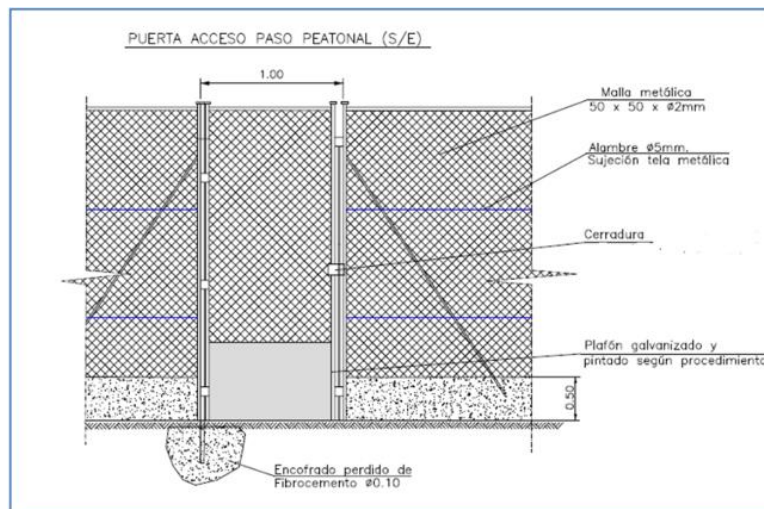 PUERTA ACCESO PASO PEATONAL (S/E)
1.00
Malla metálica
50 x 50 x Ø2mm
Alambre Ø5mm.
Sujeción tela metálica
Cerradura
Plafón galvanizado y
pintado según procedimiento
0.50
Encofrado perdido de
Fibrocemento Ø0.10